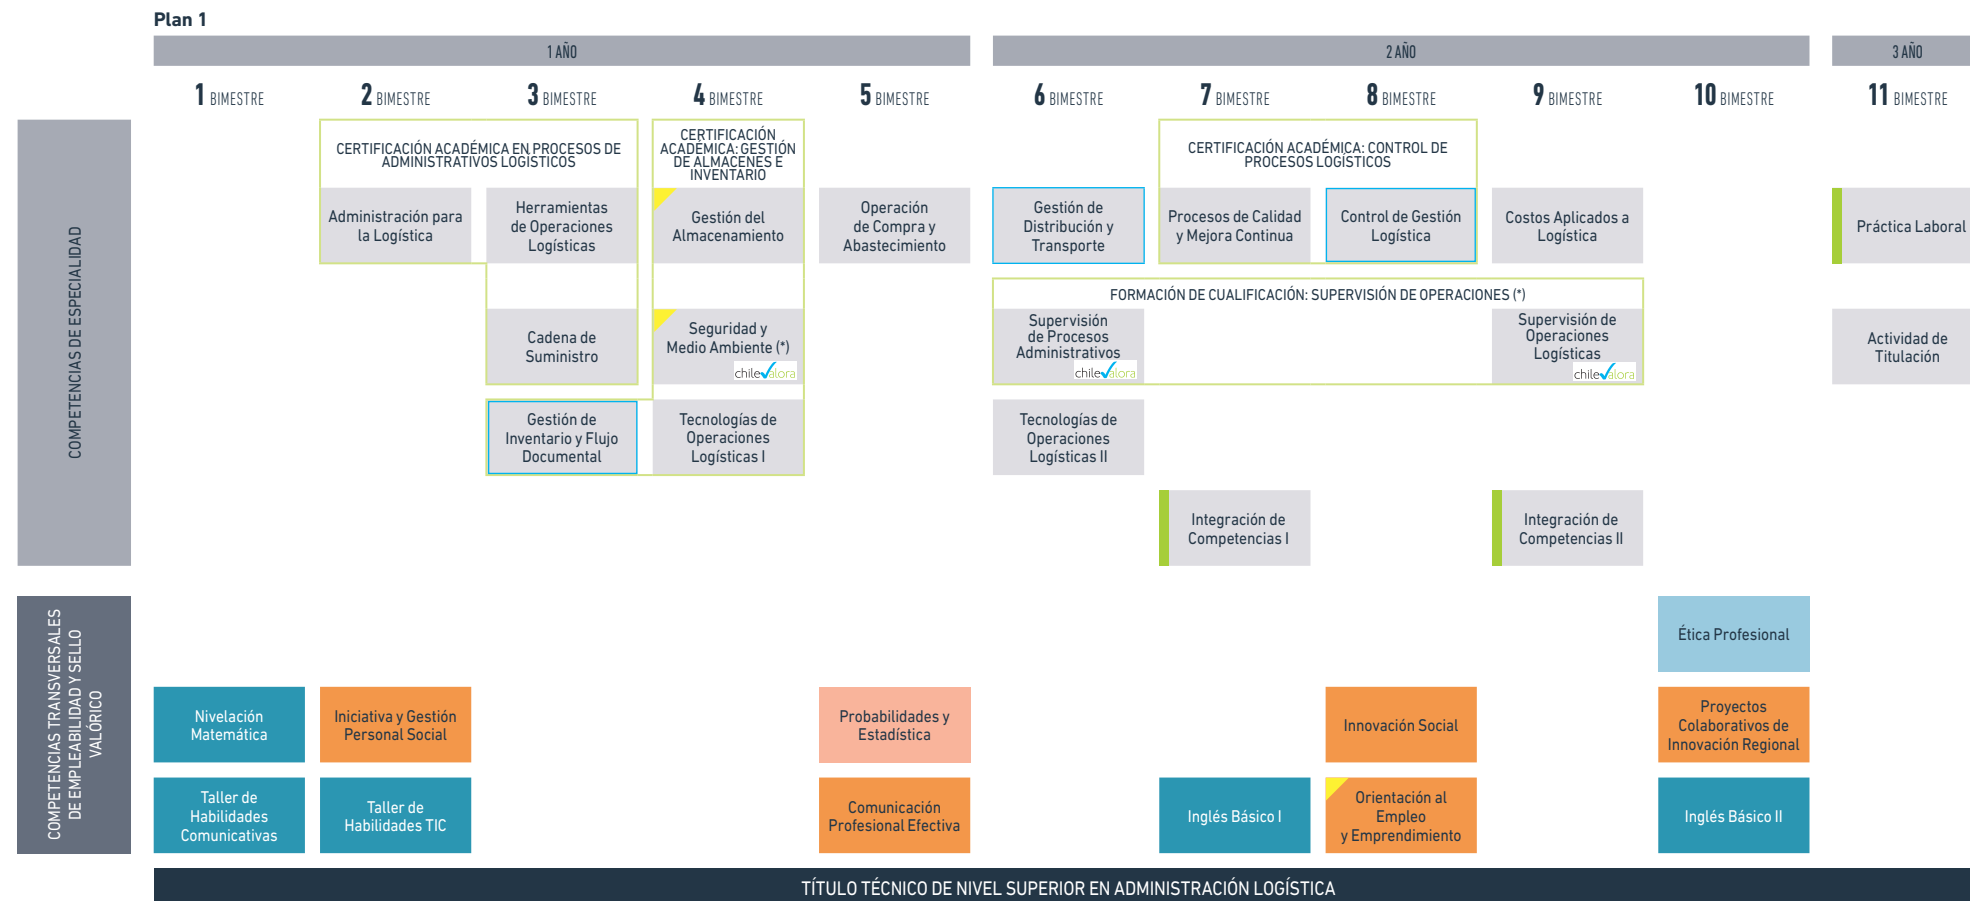 Plan 1
1 AÑO
2 AÑO
3 AÑO
1 BIMESTRE
2 BIMESTRE
3 BIMESTRE
4 BIMESTRE
5 BIMESTRE
6 BIMESTRE
7 BIMESTRE
8 BIMESTRE
9 BIMESTRE
10 BIMESTRE
11 BIMESTRE
COMPETENCIAS DE ESPECIALIDAD
CERTIFICACIÓN ACADÉMICA EN PROCESOS DE
ADMINISTRATIVOS LOGÍSTICOS
CERTIFICACIÓN
ACADÉMICA: GESTIÓN
DE ALMACENES E
INVENTARIO
CERTIFICACIÓN ACADÉMICA: CONTROL DE
PROCESOS LOGÍSTICOS
Administración para
la Logística
Herramientas
de Operaciones
Logísticas
Gestión del
Almacenamiento
Operación
de Compra y
Abastecimiento
Gestión de
Distribución y
Transporte
Procesos de Calidad
y Mejora Continua
Control de Gestión
Logística
Costos Aplicados a
Logística
Práctica Laboral
FORMACIÓN DE CUALIFICACIÓN: SUPERVISIÓN DE OPERACIONES (*)
Cadena de
Suministro
Seguridad y
Medio Ambiente (*)
chilevalora
Supervisión
de Procesos
Administrativos
chilevalora
Supervisión de
Operaciones
Logísticas
chilevalora
Actividad de
Titulación
Gestión de
Inventario y Flujo
Documental
Tecnologías de
Operaciones
Logísticas I
Tecnologías de
Operaciones
Logísticas II
Integración de
Competencias I
Integración de
Competencias II
COMPETENCIAS TRANSVERSALES
DE EMPLEABILIDAD Y SELLO
VALÓRICO
Ética Profesional
Nivelación
Matemática
Iniciativa y Gestión
Personal Social
Probabilidades y
Estadística
Innovación Social
Proyectos
Colaborativos de
Innovación Regional
Taller de
Habilidades
Comunicativas
Taller de
Habilidades TIC
Comunicación
Profesional Efectiva
Inglés Básico I
Orientación al
Empleo
y Emprendimiento
Inglés Básico II
TÍTULO TÉCNICO DE NIVEL SUPERIOR EN ADMINISTRACIÓN LOGÍSTICA